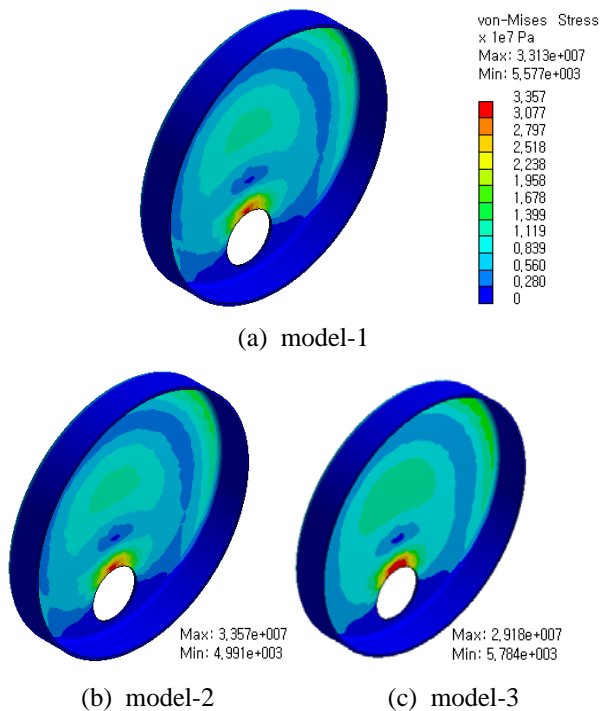 von-Mises Stress
x 1e7 Pa
Max: 3,313e+007
Min: 5,577e+003
3,357
3,077
2,797
2,518
2,238
1,958
1,678
1,399
1,119
0,839
0,560
0,280
0
(a) model-1
Max: 3,357e+007
Min: 4,991e+003
Max: 2,918e+007
Min: 5,784e+003
(b) model-2
(c) model-3